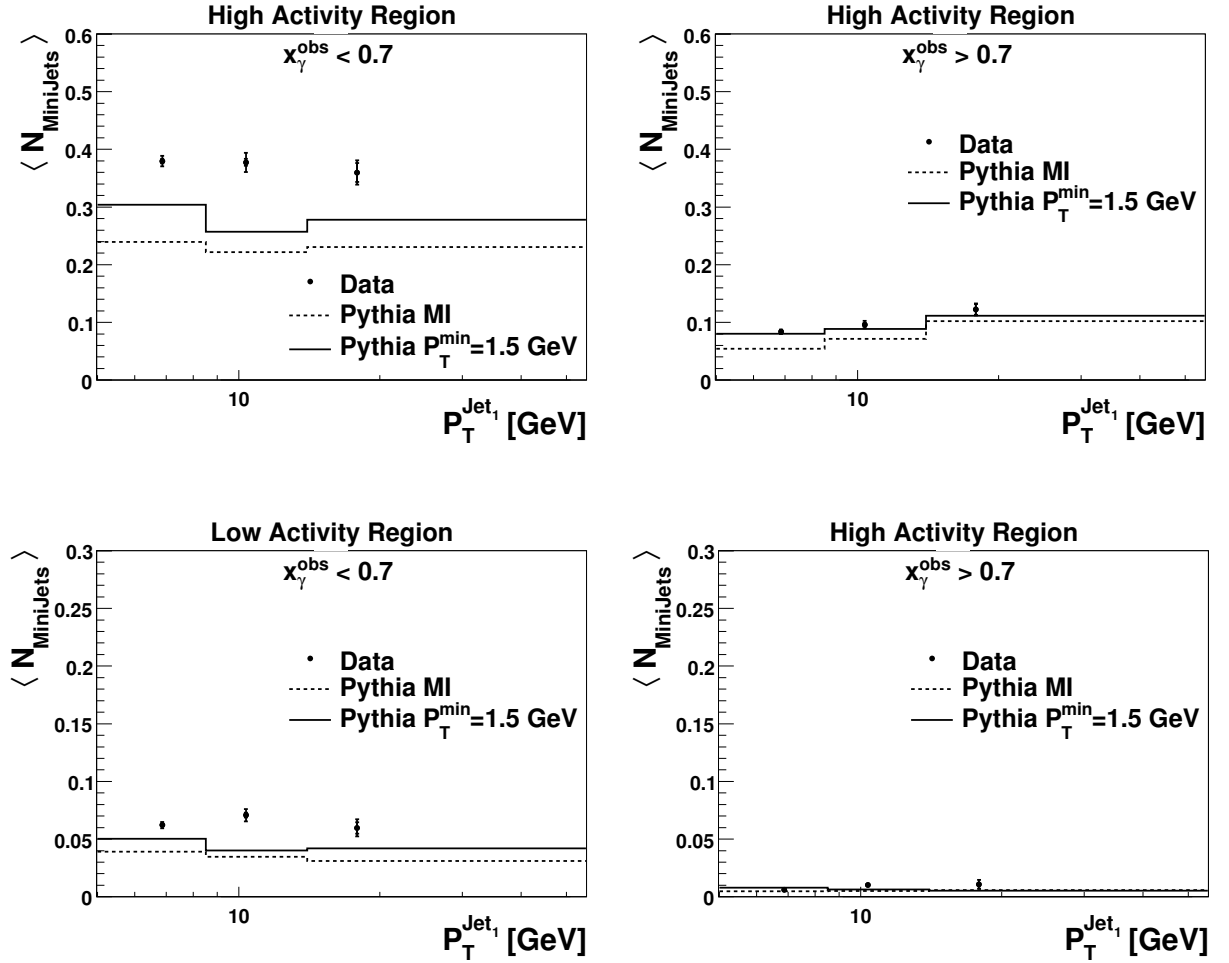 High Activity Region
x_γ^obs < 0.7
⟨ N_MiniJets ⟩
0.6
0.5
0.4
0.3
0.2
0.1
0
Data
Pythia MI
Pythia P_T^min=1.5 GeV
10
P_T^Jet_1 [GeV]
High Activity Region
x_γ^obs > 0.7
⟨ N_MiniJets ⟩
0.6
0.5
0.4
0.3
0.2
0.1
0
Data
Pythia MI
Pythia P_T^min=1.5 GeV
10
P_T^Jet_1 [GeV]
Low Activity Region
x_γ^obs < 0.7
⟨ N_MiniJets ⟩
0.3
0.25
0.2
0.15
0.1
0.05
0
Data
Pythia MI
Pythia P_T^min=1.5 GeV
10
P_T^Jet_1 [GeV]
High Activity Region
x_γ^obs > 0.7
⟨ N_MiniJets ⟩
0.3
0.25
0.2
0.15
0.1
0.05
0
Data
Pythia MI
Pythia P_T^min=1.5 GeV
10
P_T^Jet_1 [GeV]